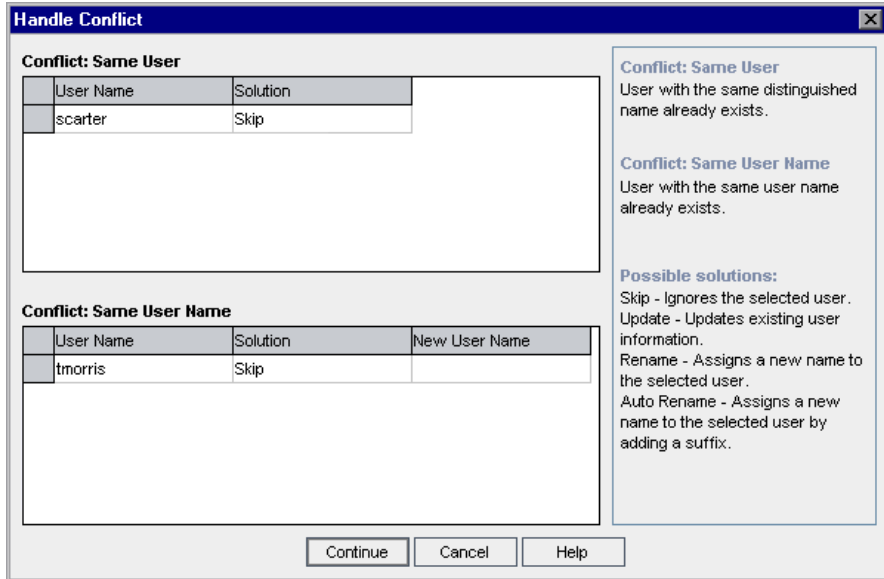 Handle Conflict
Conflict: Same User
User Name Solution
scarter Skip
Conflict: Same User Name
User Name Solution New User Name
tmorris Skip
Conflict: Same User
User with the same distinguished
name already exists.
Conflict: Same User Name
User with the same user name
already exists.
Possible solutions:
Skip - Ignores the selected user.
Update - Updates existing user
information.
Rename - Assigns a new name to
the selected user.
Auto Rename - Assigns a new
name to the selected user by
adding a suffix.
Continue Cancel Help